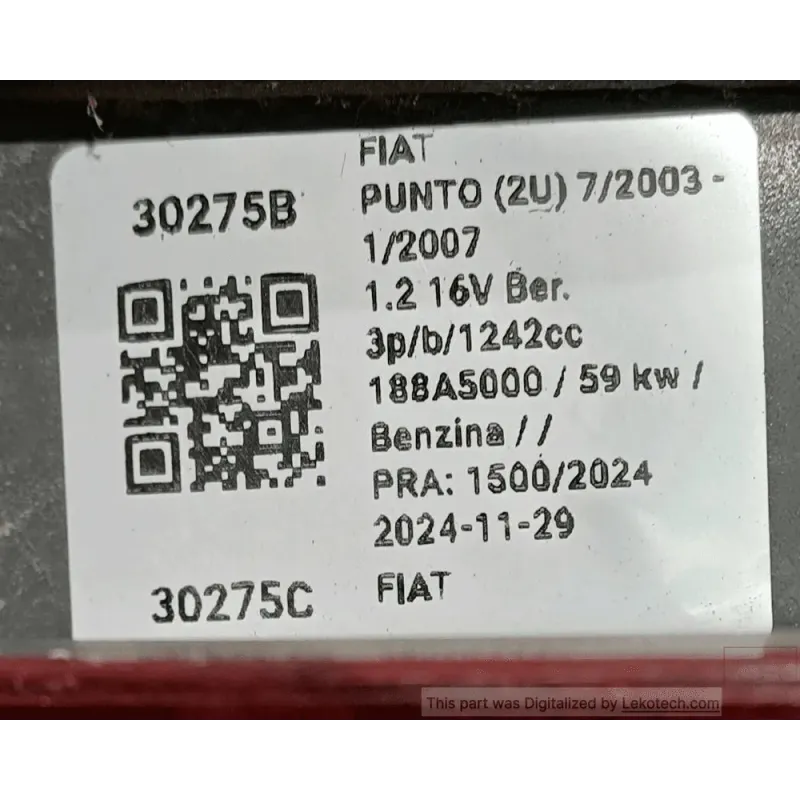 30275B
FIAT
PUNTO (2U) 7/2003 -
1/2007
1.2 16V Ber.
3p/b/1242cc
188A5000 / 59 kw /
Benzina / /
PRA: 1500/2024
2024-11-29
30275C
FIAT
This part was Digitalized by Lekotech.com